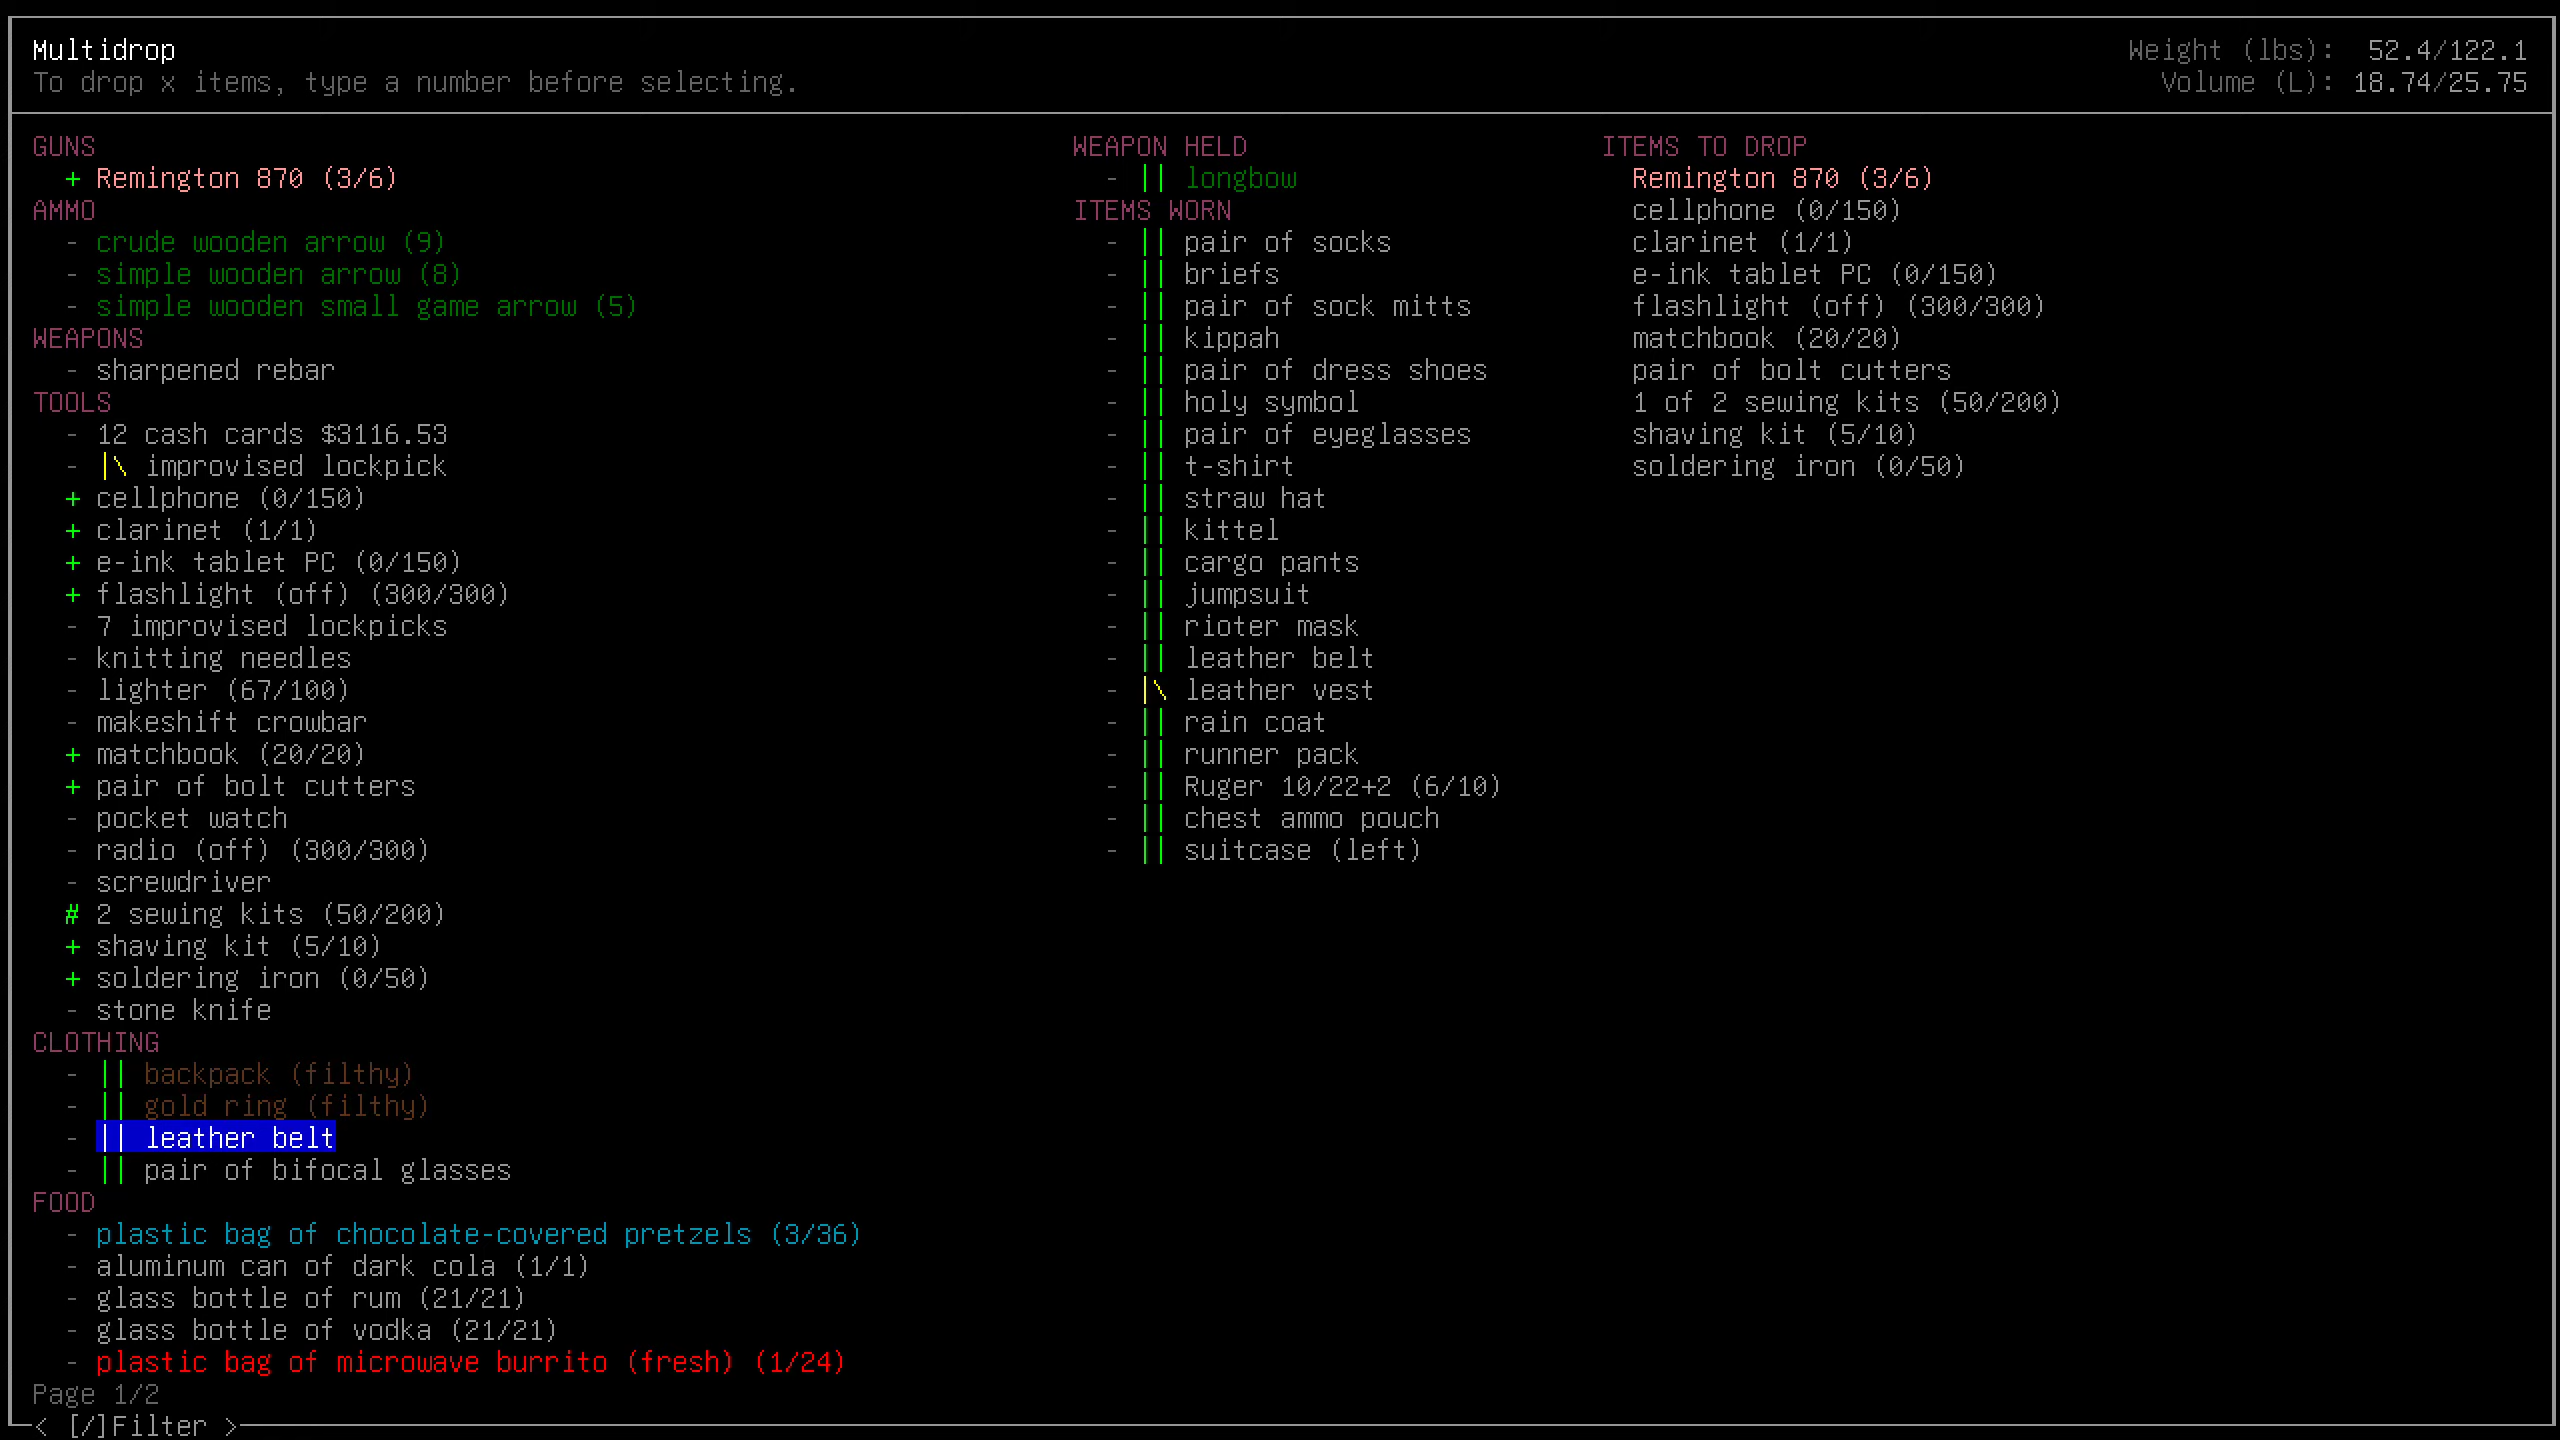 Multidrop
To drop x items, type a number before selecting.
Weight (lbs): 52.4/122.1
Volume (L): 18.74/25.75
GUNS
+ Remington 870 (3/6)
AMMO
- crude wooden arrow (9)
- simple wooden arrow (8)
- simple wooden small game arrow (5)
WEAPONS
- sharpened rebar
TOOLS
- 12 cash cards $3116.53
- |\ improvised lockpick
+ cellphone (0/150)
+ clarinet (1/1)
+ e-ink tablet PC (0/150)
+ flashlight (off) (300/300)
- 7 improvised lockpicks
- knitting needles
- lighter (67/100)
- makeshift crowbar
+ matchbook (20/20)
+ pair of bolt cutters
- pocket watch
- radio (off) (300/300)
- screwdriver
# 2 sewing kits (50/200)
+ shaving kit (5/10)
+ soldering iron (0/50)
- stone knife
CLOTHING
- || backpack (filthy)
- || gold ring (filthy)
- || leather belt
- || pair of bifocal glasses
FOOD
- plastic bag of chocolate-covered pretzels (3/36)
- aluminum can of dark cola (1/1)
- glass bottle of rum (21/21)
- glass bottle of vodka (21/21)
- plastic bag of microwave burrito (fresh) (1/24)
Page 1/2
< [/]Filter >
WEAPON HELD
- || longbow
ITEMS WORN
- || pair of socks
- || briefs
- || pair of sock mitts
- || kippah
- || pair of dress shoes
- || holy symbol
- || pair of eyeglasses
- || t-shirt
- || straw hat
- || kittel
- || cargo pants
- || jumpsuit
- || rioter mask
- || leather belt
- |\ leather vest
- || rain coat
- || runner pack
- || Ruger 10/22+2 (6/10)
- || chest ammo pouch
- || suitcase (left)
ITEMS TO DROP
Remington 870 (3/6)
cellphone (0/150)
clarinet (1/1)
e-ink tablet PC (0/150)
flashlight (off) (300/300)
matchbook (20/20)
pair of bolt cutters
1 of 2 sewing kits (50/200)
shaving kit (5/10)
soldering iron (0/50)